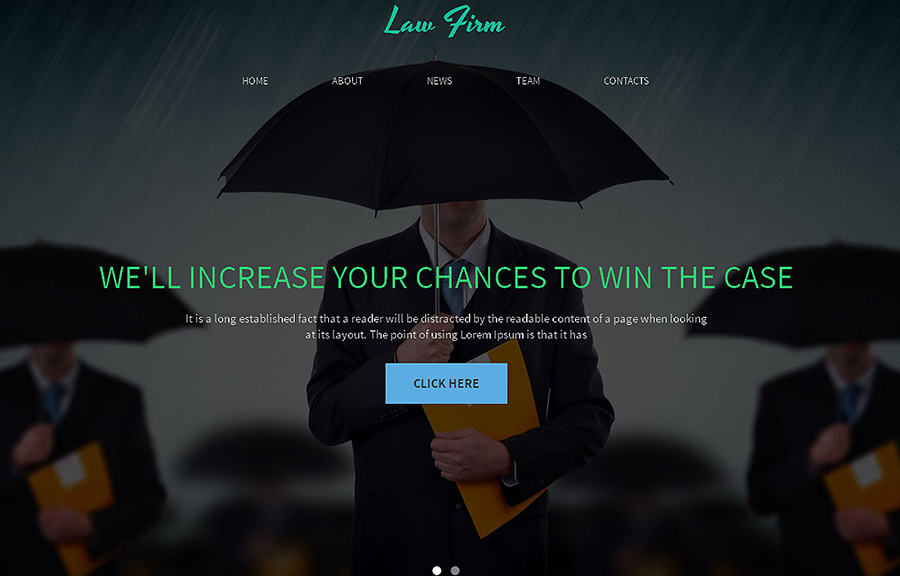 Law Firm
HOME ABOUT NEWS TEAM CONTACTS
WE'LL INCREASE YOUR CHANCES TO WIN THE CASE
It is a long established fact that a reader will be distracted by the readable content of a page when looking
at its layout. The point of using Lorem Ipsum is that it has
CLICK HERE